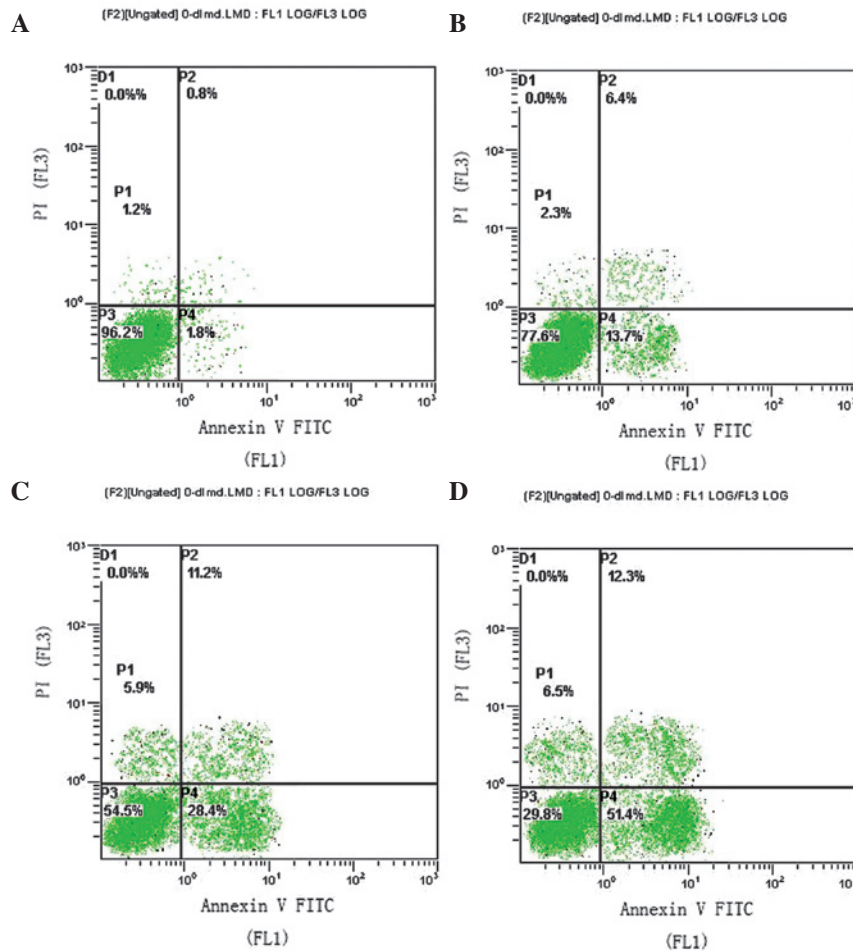 A
(F2)[Ungated] 0-dlmd.LMD : FL1 LOG/FL3 LOG
PI (FL3)
10³
10²
10¹
10⁰
D1
0.0%%
P2
0.8%
P1
1.2%
P3
96.2%
P4
1.8%
10⁰ 10¹ 10² 10³
Annexin V FITC
(FL1)
B
(F2)[Ungated] 0-dlmd.LMD : FL1 LOG/FL3 LOG
PI (FL3)
10³
10²
10¹
10⁰
D1
0.0%%
P2
6.4%
P1
2.3%
P3
77.6%
P4
13.7%
10⁰ 10¹ 10² 10³
Annexin V FITC
(FL1)
C
(F2)[Ungated] 0-dlmd.LMD : FL1 LOG/FL3 LOG
PI (FL3)
10³
10²
10¹
10⁰
D1
0.0%%
P2
11.2%
P1
5.9%
P3
54.5%
P4
28.4%
10⁰ 10¹ 10² 10³
Annexin V FITC
(FL1)
D
(F2)[Ungated] 0-dlmd.LMD : FL1 LOG/FL3 LOG
PI (FL3)
0³
10²
10¹
10⁰
D1
0.0%%
P2
12.3%
P1
6.5%
P3
29.8%
P4
51.4%
10⁰ 10¹ 10² 10³
Annexin V FITC
(FL1)